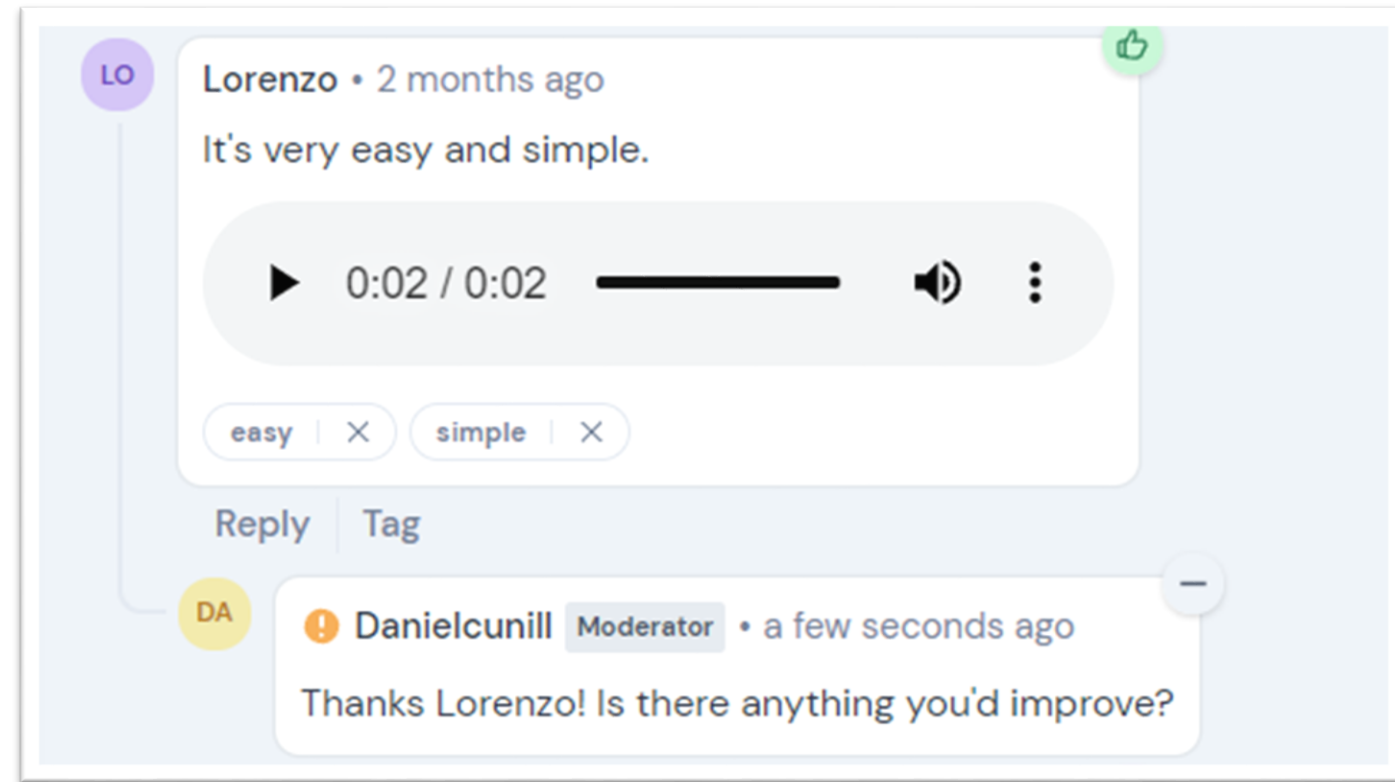 LO
Lorenzo • 2 months ago
It's very easy and simple.
0:02 / 0:02
easy
simple
Reply
Tag
DA
Danielcunill Moderator • a few seconds ago
Thanks Lorenzo! Is there anything you'd improve?